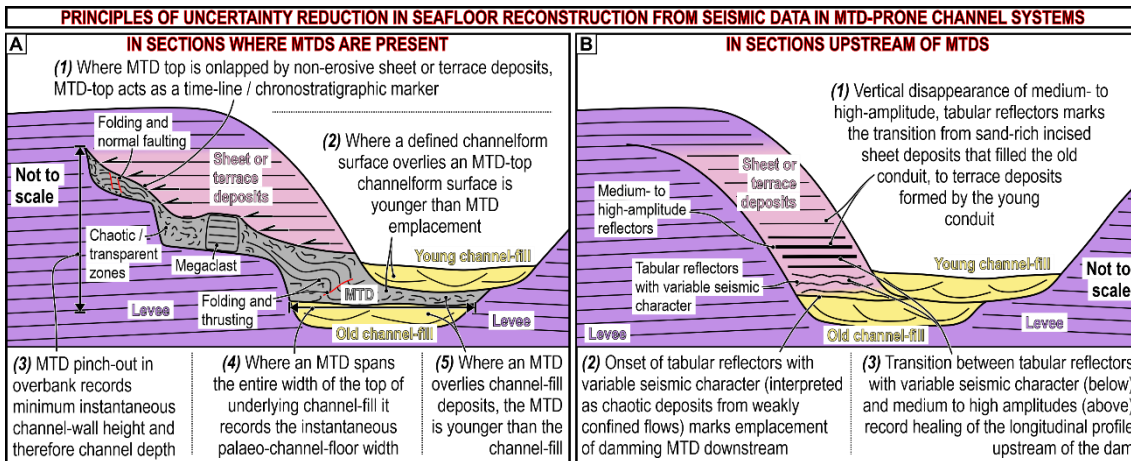 PRINCIPLES OF UNCERTAINTY REDUCTION IN SEAFLOOR RECONSTRUCTION FROM SEISMIC DATA IN MTD-PRONE CHANNEL SYSTEMS
A
IN SECTIONS WHERE MTDS ARE PRESENT
(1) Where MTD top is onlapped by non-erosive sheet or terrace deposits,
MTD-top acts as a time-line / chronostratigraphic marker
Folding and
normal faulting
(2) Where a defined channelform
surface overlies an MTD-top
channelform surface is
younger than MTD
emplacement
Sheet or
terrace
deposits
Not to
scale
Chaotic /
transparent
zones
Megaclast
Young channel-fill
Folding and
thrusting
MTD
Levee
Old channel-fill
Levee
(3) MTD pinch-out in
overbank records
minimum instantaneous
channel-wall height and
therefore channel depth
(4) Where an MTD spans
the entire width of the top of
underlying channel-fill it
records the instantaneous
palaeo-channel-floor width
(5) Where an MTD
overlies channel-fill
deposits, the MTD
is younger than the
channel-fill
B
IN SECTIONS UPSTREAM OF MTDS
(1) Vertical disappearance of medium- to
high-amplitude, tabular reflectors marks
the transition from sand-rich incised
sheet deposits that filled the old
conduit, to terrace deposits
formed by the young
conduit
Sheet or
terrace
deposits
Medium- to
high-amplitude
reflectors
Tabular reflectors
with variable seismic
character
Young channel-fill
Not to
scale
Levee
Old channel-fill
Levee
(2) Onset of tabular reflectors with
variable seismic character (interpreted
as chaotic deposits from weakly
confined flows) marks emplacement
of damming MTD downstream
(3) Transition between tabular reflectors
with variable seismic character (below)
and medium to high amplitudes (above)
record healing of the longitudinal profile
upstream of the dam